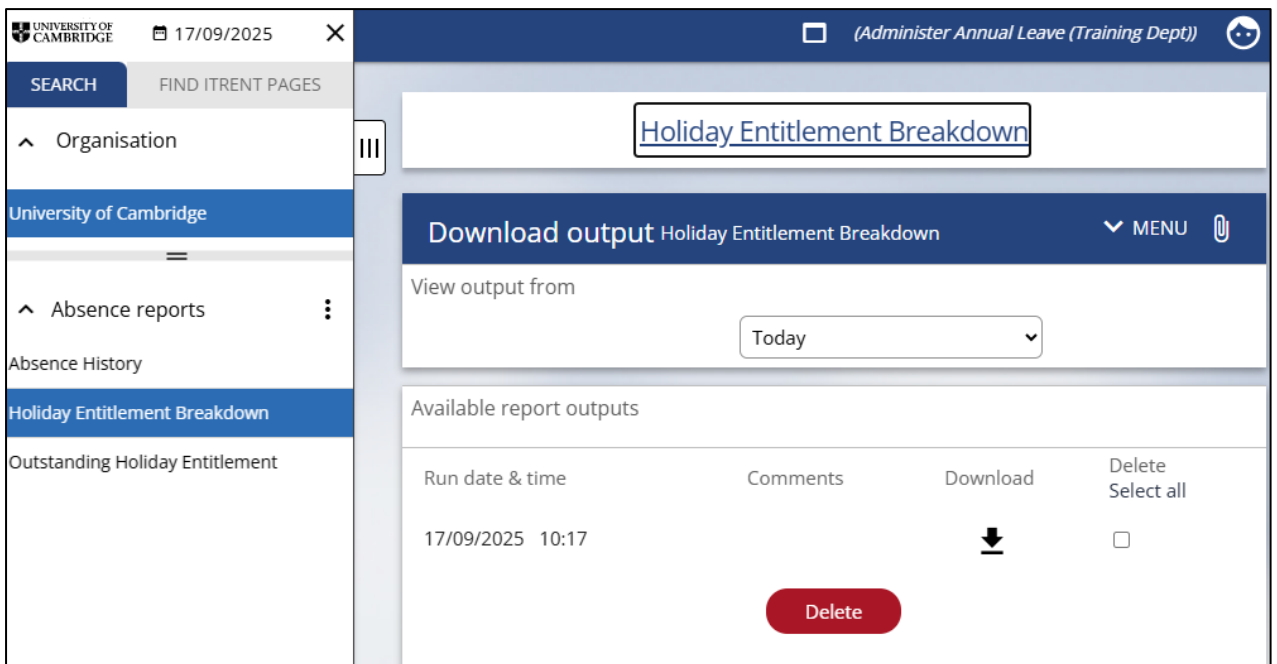 UNIVERSITY OF
CAMBRIDGE
17/09/2025
(Administer Annual Leave (Training Dept))
SEARCH
FIND ITRENT PAGES
Organisation
University of Cambridge
Absence reports
Absence History
Holiday Entitlement Breakdown
Outstanding Holiday Entitlement
Holiday Entitlement Breakdown
Download output Holiday Entitlement Breakdown
MENU
View output from
Today
Available report outputs
Run date & time Comments Download Delete
Select all
17/09/2025 10:17
Delete